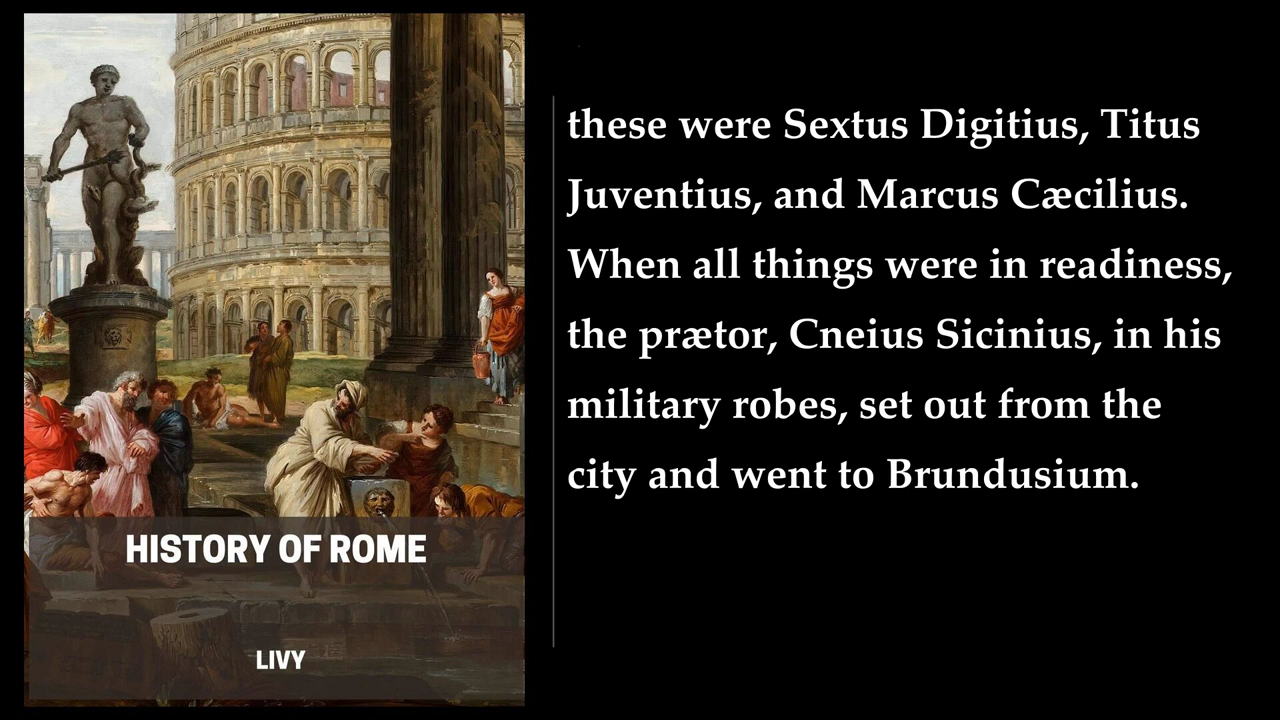 these were Sextus Digitius, Titus
Juventius, and Marcus Cæcilius.
When all things were in readiness,
the prætor, Cneius Sicinius, in his
military robes, set out from the
city and went to Brundusium.
HISTORY OF ROME
LIVY